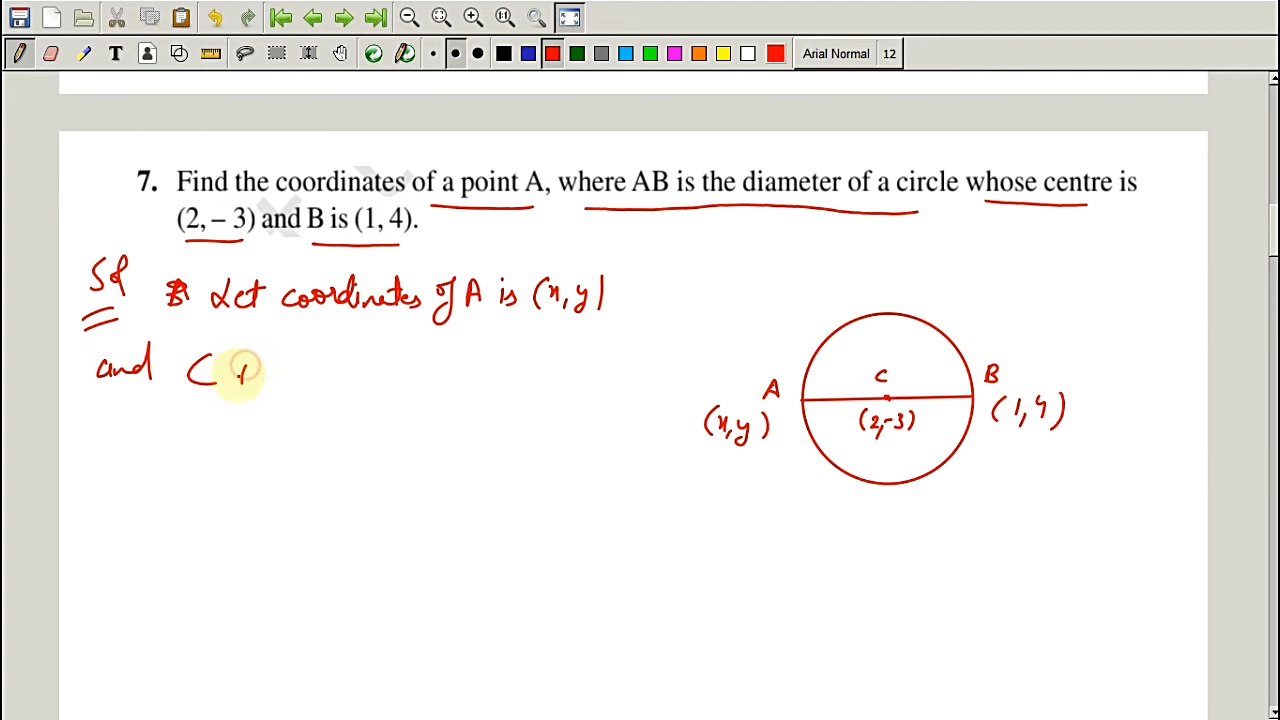 Arial Normal 12
7. Find the coordinates of a point A, where AB is the diameter of a circle whose centre is
(2, – 3) and B is (1, 4).
Sol Let coordinates of A is (x, y)
and C
A
(x, y)
C
(2, -3)
B
(1, 4)